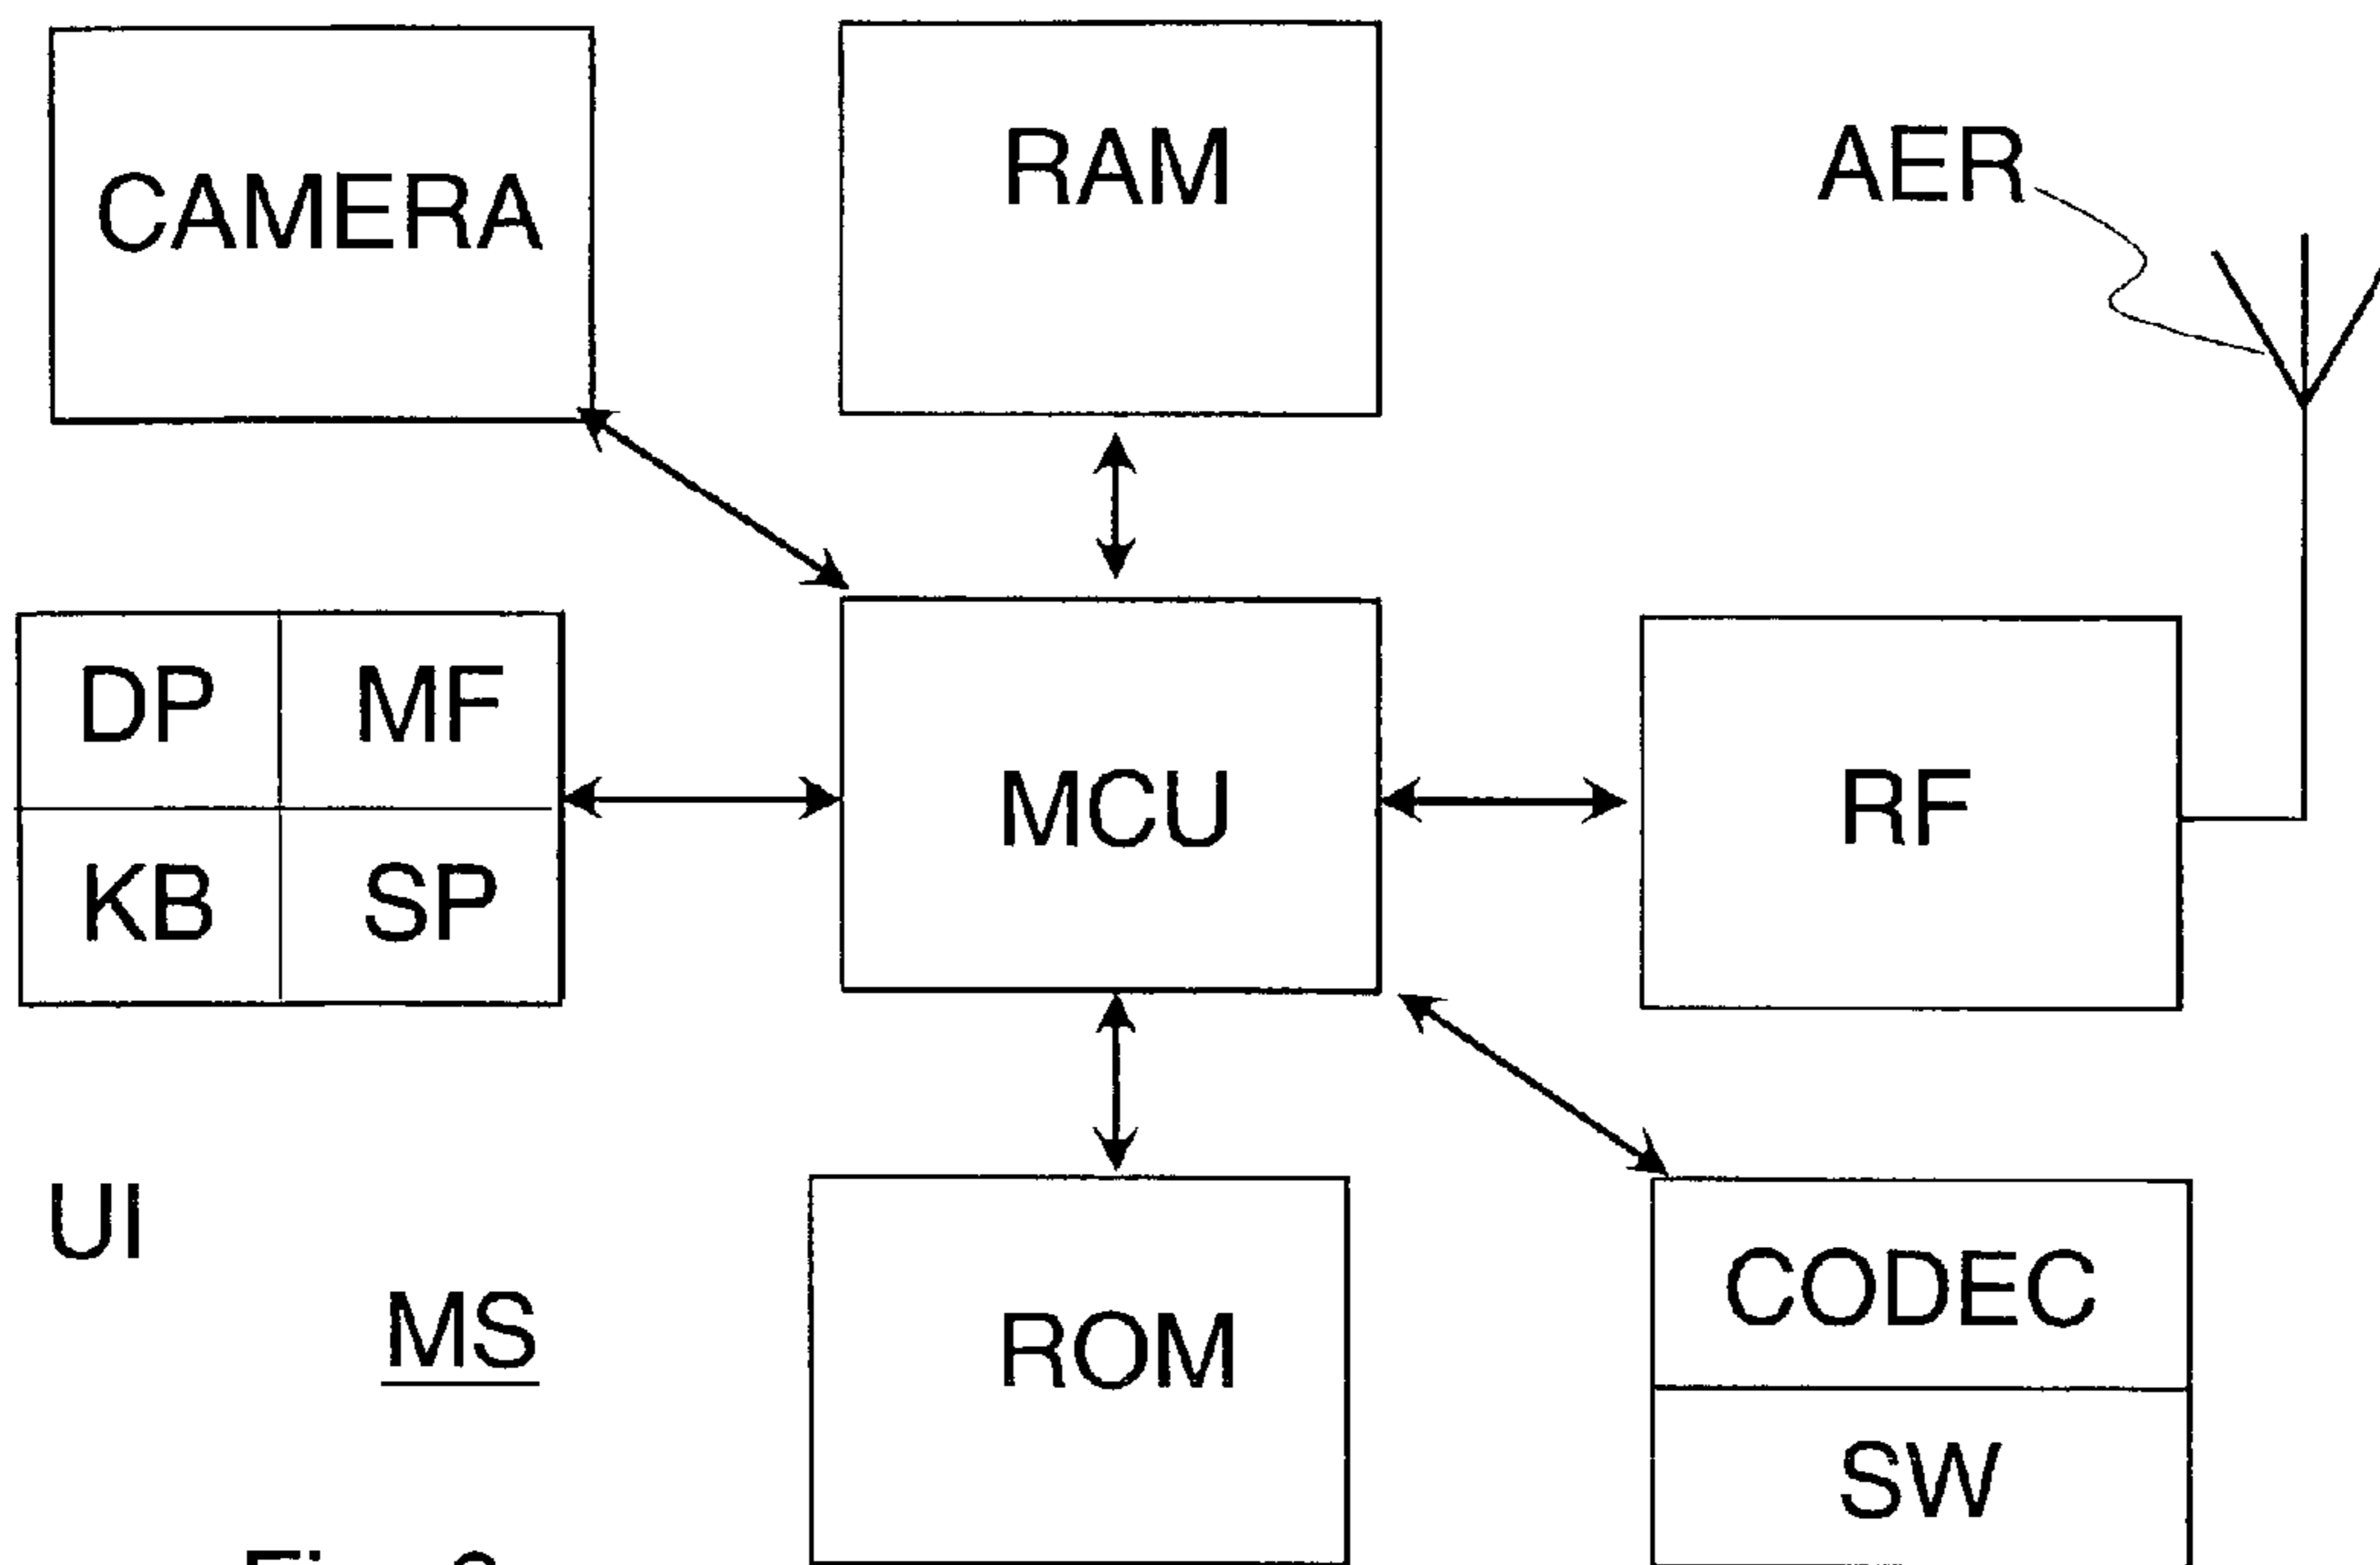 CAMERA
RAM
AER
DP MF
KB SP
MCU
RF
UI
MS
ROM
CODEC
SW